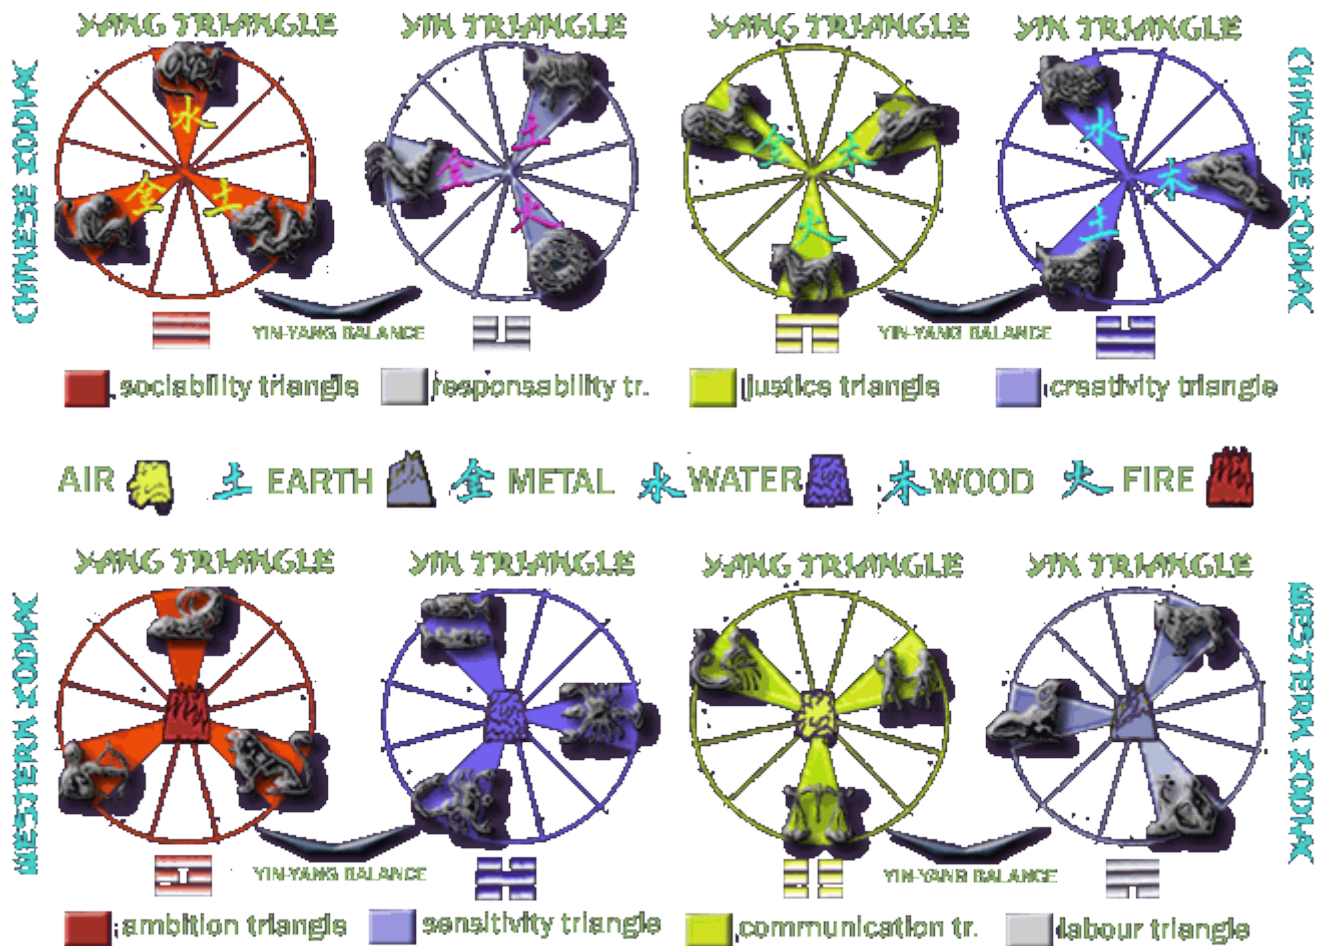 YANG TRIANGLE
YIN TRIANGLE
YANG TRIANGLE
YIN TRIANGLE
CHINESE ZODIAC
CHINESE ZODIAC
水
金 土
土
金
火
金 木
火
水
木
土
YIN-YANG BALANCE
YIN-YANG BALANCE
sociability triangle
responsability tr.
justice triangle
creativity triangle
AIR 土 EARTH 金 METAL 水 WATER 木 WOOD 火 FIRE
YANG TRIANGLE
YIN TRIANGLE
YANG TRIANGLE
YIN TRIANGLE
WESTERN ZODIAC
WESTERN ZODIAC
YIN-YANG BALANCE
YIN-YANG BALANCE
ambition triangle
sensitivity triangle
communication tr.
labour triangle